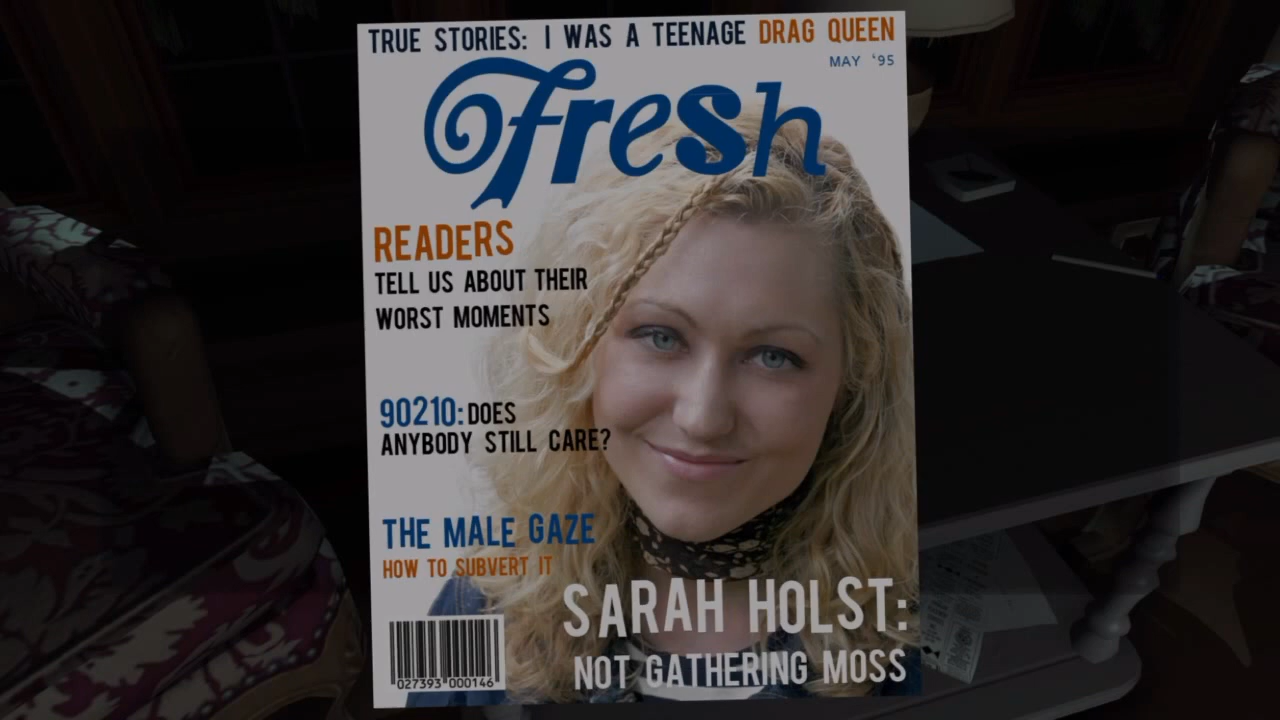 TRUE STORIES: I WAS A TEENAGE DRAG QUEEN
MAY '95
Fresh
READERS
TELL US ABOUT THEIR
WORST MOMENTS
90210: DOES
ANYBODY STILL CARE?
THE MALE GAZE
HOW TO SUBVERT IT
SARAH HOLST:
NOT GATHERING MOSS
027393 000146